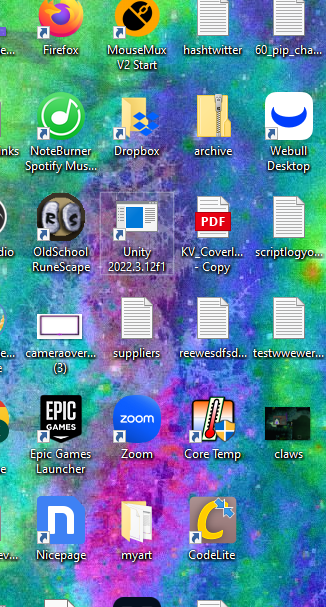 e...
Firefox
MouseMux
V2 Start
hashtwitter
60_pip_cha...
nks
NoteBurner
Spotify Mus...
Dropbox
archive
Webull
Desktop
dio
OldSchool
RuneScape
Unity
2022.3.12f1
PDF
KV_Coverl...
- Copy
scriptlogyo...
e...
e
cameraover...
(3)
suppliers
reewesdfsd...
testwwewer...
e
EPIC
GAMES
Epic Games
Launcher
zoom
Zoom
Core Temp
claws
ev...
n
Nicepage
myart
C
CodeLite